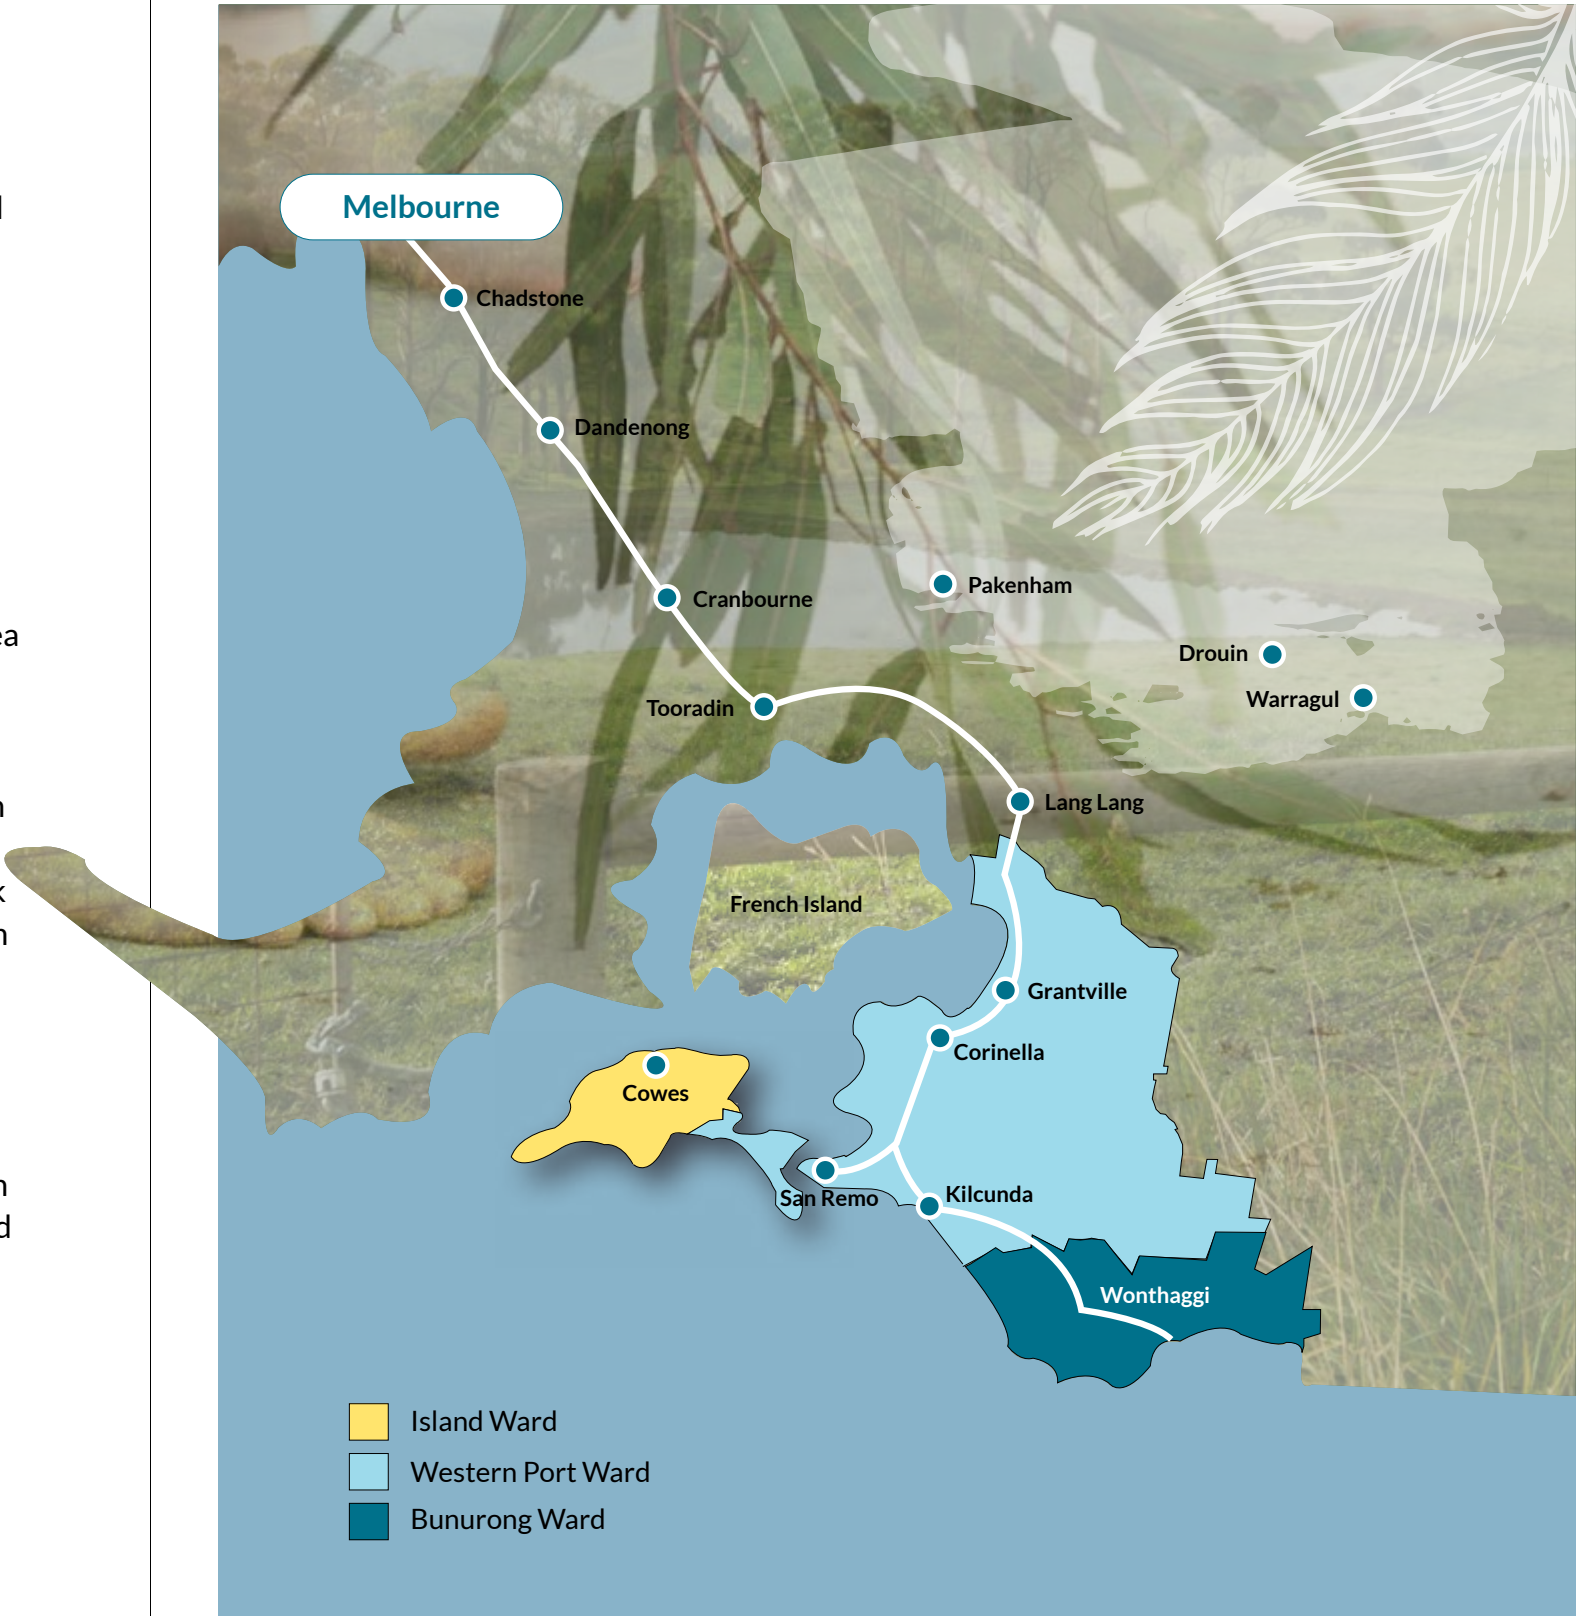 Melbourne
Chadstone
Dandenong
Cranbourne
Pakenham
Drouin
Warragul
Tooradin
Lang Lang
French Island
Grantville
Corinella
Cowes
San Remo
Kilcunda
Wonthaggi
Island Ward
Western Port Ward
Bunurong Ward